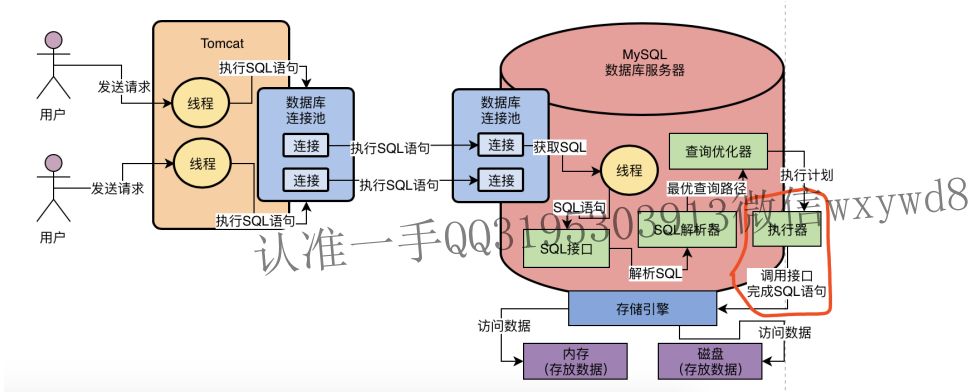 Tomcat
MySQL
数据库服务器
执行SQL语句
发送请求
线程
数据库
连接池
数据库
连接池
用户
连接
执行SQL语句
连接
获取SQL
查询优化器
线程
发送请求
线程
连接
执行SQL语句
连接
线程
执行计划
最优查询路径
SQL语句
执行SQL语句
用户
认准一手QQ3195303913微信wxywd8
SQL接口
SQL解析器
执行器
解析SQL
调用接口
完成SQL语句
存储引擎
访问数据
访问数据
内存
(存放数据)
磁盘
(存放数据)